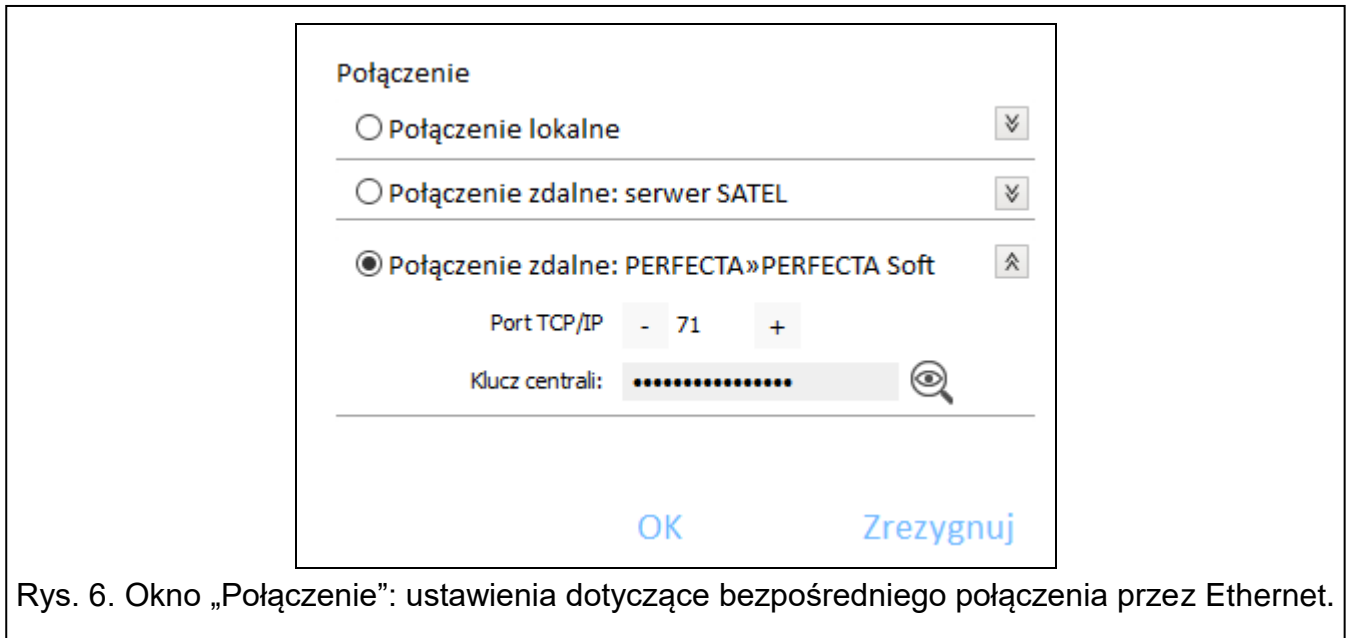 Połączenie
Połączenie lokalne
Połączenie zdalne: serwer SATEL
Połączenie zdalne: PERFECTA»PERFECTA Soft
Port TCP/IP - 71 +
Klucz centrali: ••••••••••••••••
OK Zrezygnuj
Rys. 6. Okno „Połączenie”: ustawienia dotyczące bezpośredniego połączenia przez Ethernet.